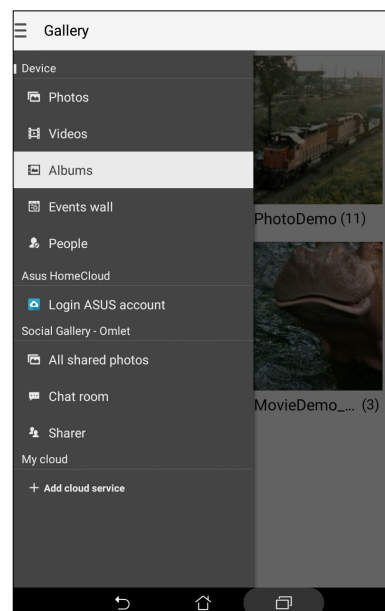 Gallery
Device
Photos
Videos
Albums
Events wall
People
Asus HomeCloud
Login ASUS account
Social Gallery - Omlet
All shared photos
Chat room
Sharer
My cloud
+ Add cloud service
PhotoDemo (11)
MovieDemo_... (3)